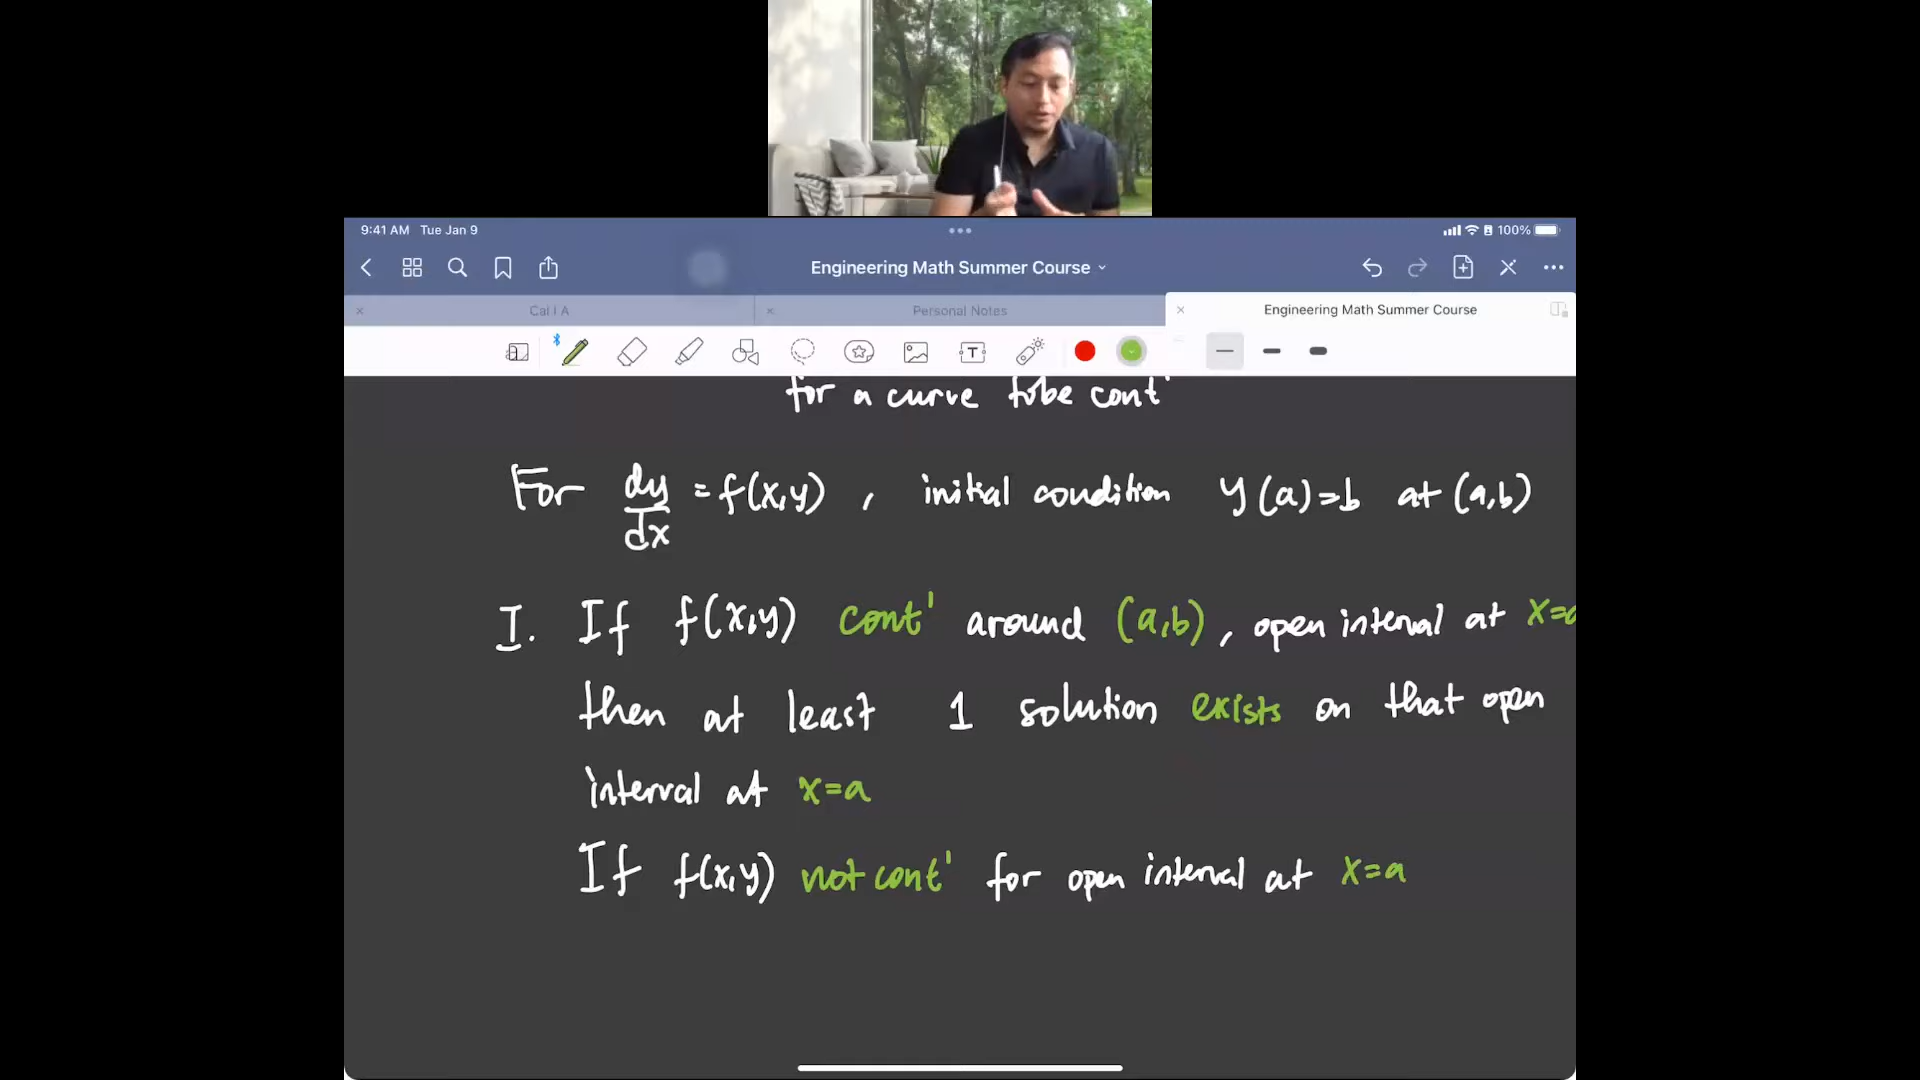 9:41 AM Tue Jan 9
100%
Engineering Math Summer Course
Cal I A
Personal Notes
Engineering Math Summer Course
for a curve tobe cont'
For dy/dx = f(x,y) , initial condition y(a)=b at (a,b)
I. If f(x,y) cont' around (a,b), open interval at x=a
then at least 1 solution exists on that open
interval at x=a
If f(x,y) not cont' for open interval at x=a